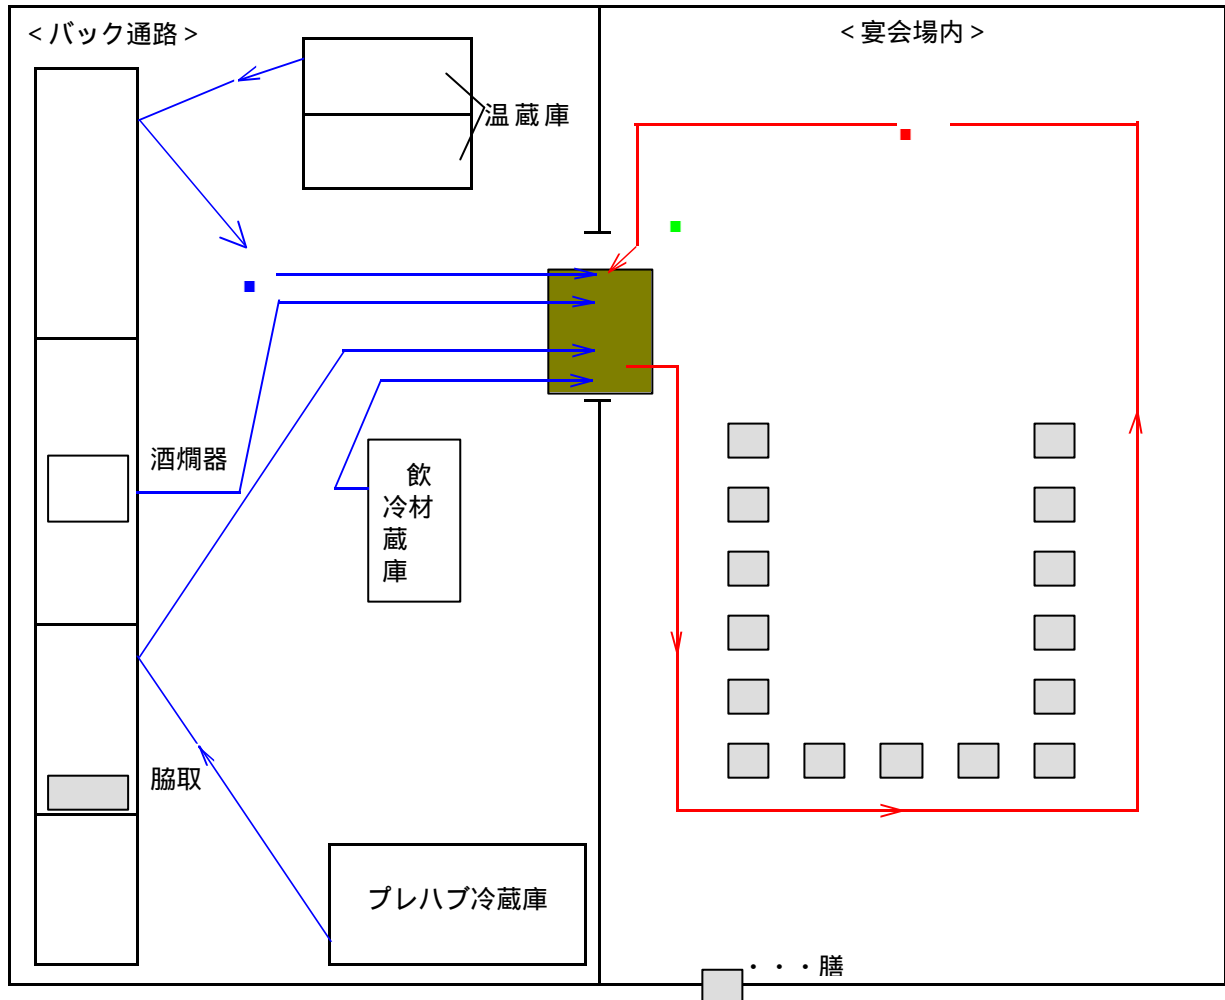 <バック通路>
<宴会場内>
温蔵庫
酒燗器
飲
冷材
蔵
庫
脇取
プレハブ冷蔵庫
・・・膳